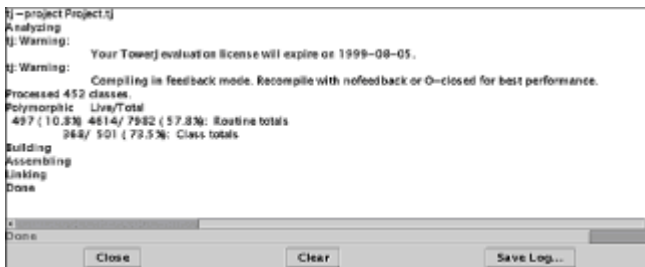 tj -project Project.tj
Analyzing
tj: Warning:
Your TowerJ evaluation license will expire on 1999-08-05.
tj: Warning:
Compiling in feedback mode. Recompile with nofeedback or O-closed for best performance.
Processed 452 classes.
Polymorphic Live/Total
497 ( 10.8%) 4614/ 7982 ( 57.8%): Routine totals
368/ 501 ( 73.5%): Class totals
Building
Assembling
Linking
Done
Done
Close Clear Save Log...